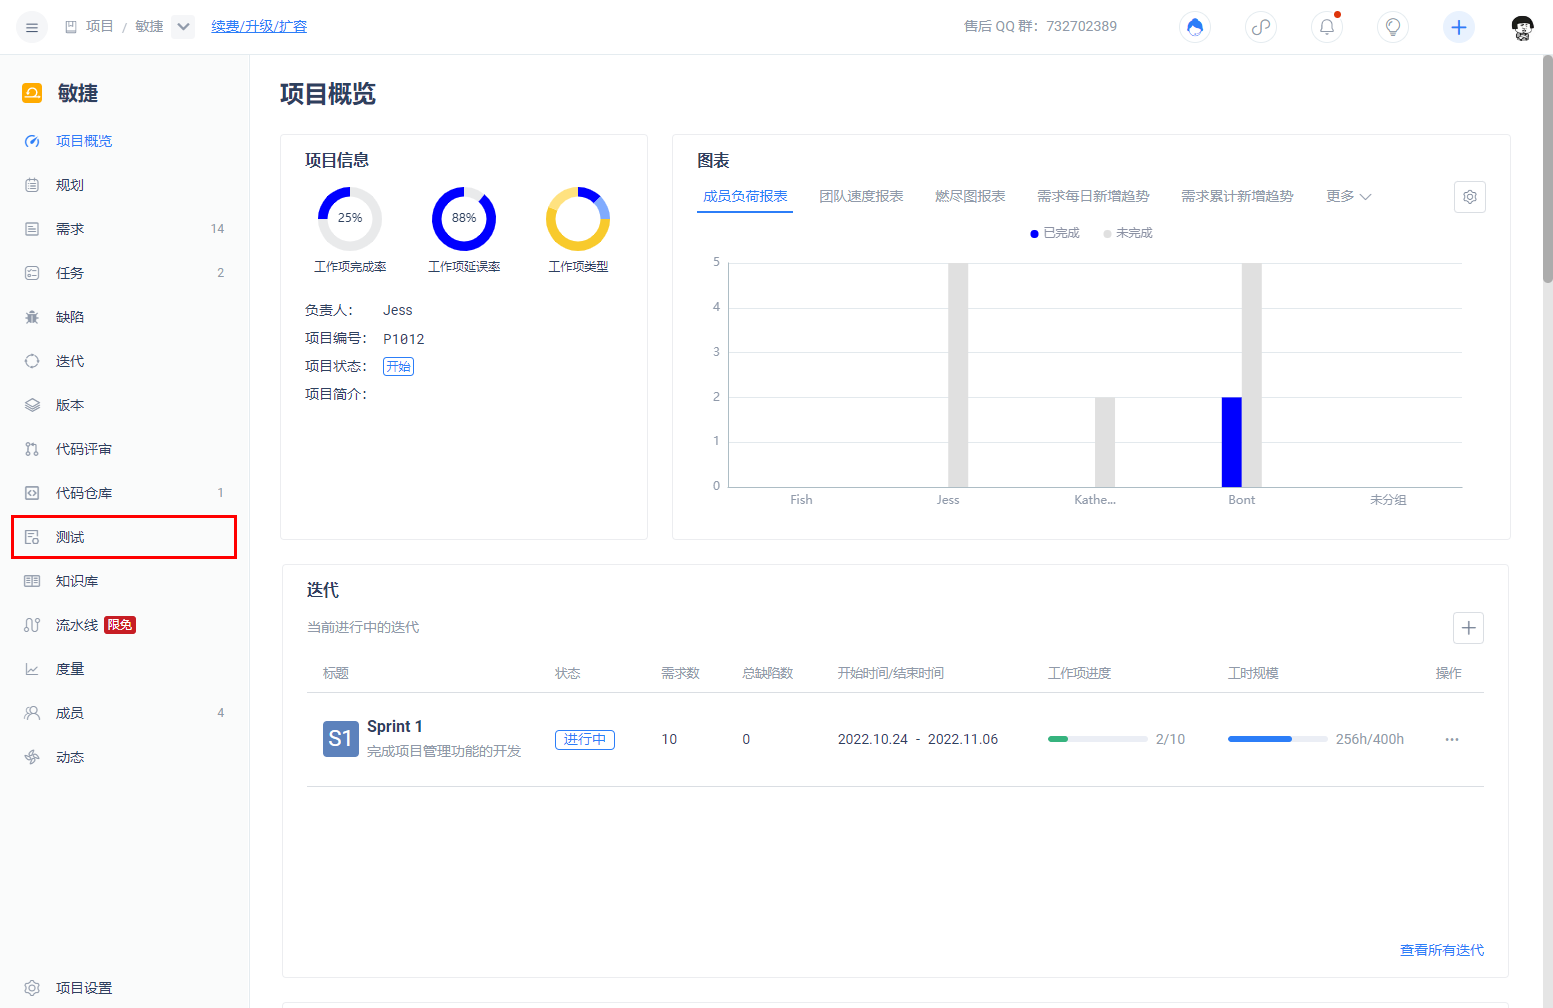 项目 / 敏捷
续费/升级/扩容
售后 QQ 群：732702389
敏捷
项目概览
规划
需求 14
任务 2
缺陷
迭代
版本
代码评审
代码仓库 1
测试
知识库
流水线 限免
度量
成员 4
动态
项目设置
项目概览
项目信息
25%
88%
工作项完成率
工作项延误率
工作项类型
负责人： Jess
项目编号： P1012
项目状态： 开始
项目简介：
图表
成员负荷报表
团队速度报表
燃尽图报表
需求每日新增趋势
需求累计新增趋势
更多
已完成
未完成
5
4
3
2
1
0
Fish
Jess
Kathe...
Bont
未分组
迭代
当前进行中的迭代
标题 状态 需求数 总缺陷数 开始时间/结束时间 工作项进度 工时规模 操作
S1
Sprint 1
完成项目管理功能的开发
进行中 10 0 2022.10.24 - 2022.11.06 2/10 256h/400h
查看所有迭代